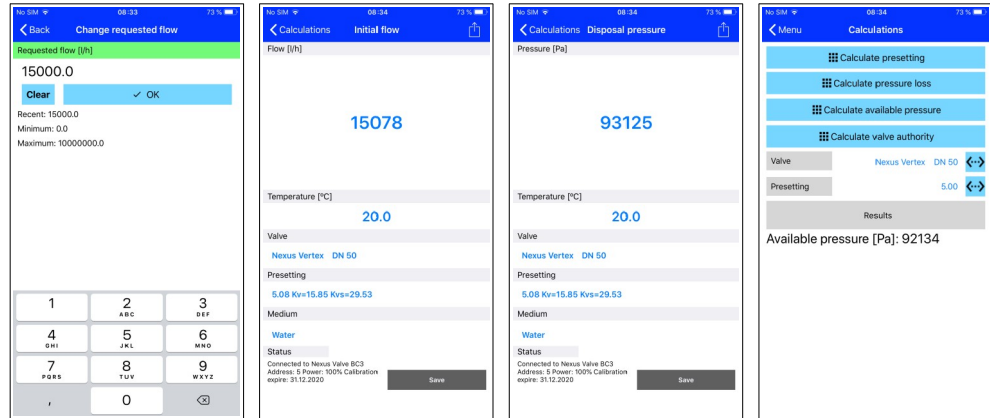 No SIM 08:33 73 %
Back Change requested flow
Requested flow [l/h]
15000.0
Clear ✓ OK
Recent: 15000.0
Minimum: 0.0
Maximum: 10000000.0
1 2 3
ABC DEF
4 5 6
GHI JKL MNO
7 8 9
PQRS TUV WXYZ
, 0
No SIM 08:34 73 %
Calculations Initial flow
Flow [l/h]
15078
Temperature [ºC]
20.0
Valve
Nexus Vertex DN 50
Presetting
5.08 Kv=15.85 Kvs=29.53
Medium
Water
Status
Connected to Nexus Valve BC3
Address: 5 Power: 100% Calibration
expire: 31.12.2020
Save
No SIM 08:34 73 %
Calculations Disposal pressure
Pressure [Pa]
93125
Temperature [ºC]
20.0
Valve
Nexus Vertex DN 50
Presetting
5.08 Kv=15.85 Kvs=29.53
Medium
Water
Status
Connected to Nexus Valve BC3
Address: 5 Power: 100% Calibration
expire: 31.12.2020
Save
No SIM 08:34 73 %
Menu Calculations
Calculate presetting
Calculate pressure loss
Calculate available pressure
Calculate valve authority
Valve Nexus Vertex DN 50
Presetting 5.00
Results
Available pressure [Pa]: 92134